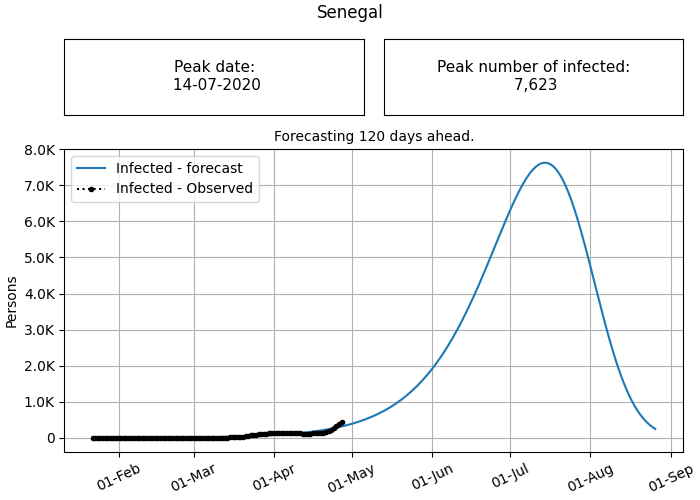 Senegal
Peak date:
14-07-2020
Peak number of infected:
7,623
Forecasting 120 days ahead.
8.0K
7.0K
6.0K
5.0K
4.0K
3.0K
2.0K
1.0K
0
Persons
Infected - forecast
Infected - Observed
01-Feb
01-Mar
01-Apr
01-May
01-Jun
01-Jul
01-Aug
01-Sep